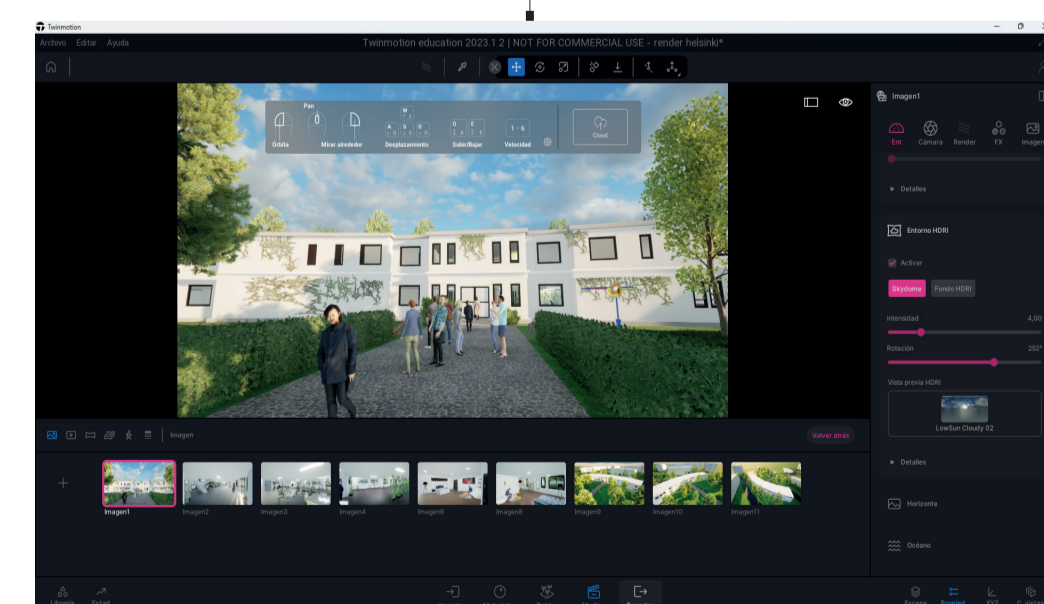 Twinmotion
Archivo Editar Ayuda
Twinmotion education 2023.1.2 | NOT FOR COMMERCIAL USE - render helsinki*
Imagen1
Pan
W
A S D
Q E
1 - 6
Cloud
Órbita
Mirar alrededor
Desplazamiento
Subir/Bajar
Velocidad
Ent
Cámara
Render
FX
Imagen
Detalles
Entorno HDRI
Activar
Skydome
Fondo HDRI
Intensidad 4,00
Rotación 252°
Vista previa HDRI
LowSun Cloudy 02
Detalles
Horizonte
Océano
Imagen
Volver atrás
Imagen1
Imagen2
Imagen3
Imagen4
Imagen6
Imagen8
Imagen9
Imagen10
Imagen11